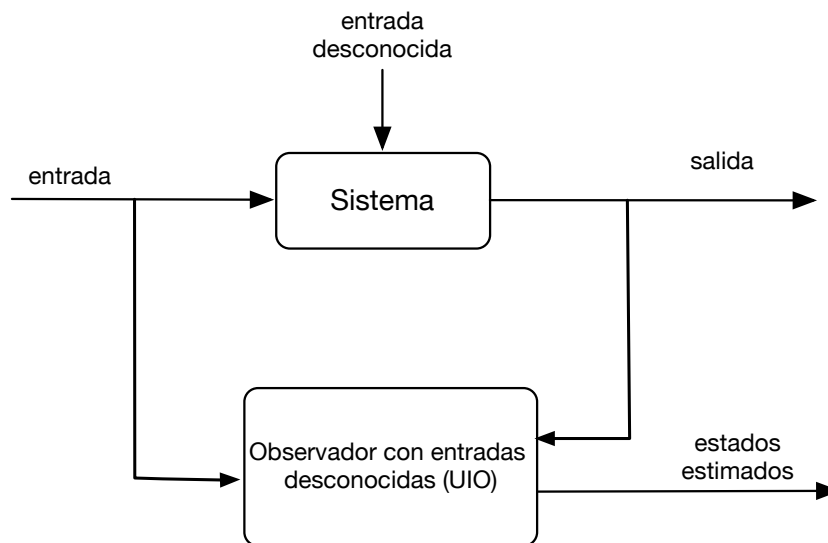 entrada
desconocida
entrada
salida
Sistema
Observador con entradas
desconocidas (UIO)
estados
estimados